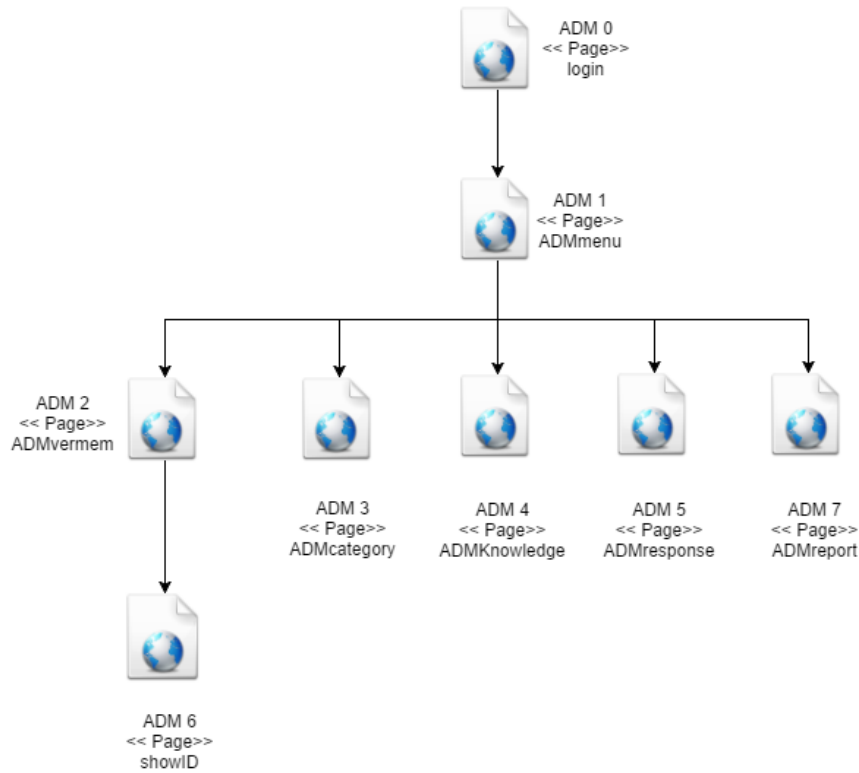 ADM 0
<< Page>>
login
ADM 1
<< Page>>
ADMmenu
ADM 2
<< Page>>
ADMvermem
ADM 3
<< Page>>
ADMcategory
ADM 4
<< Page>>
ADMKnowledge
ADM 5
<< Page>>
ADMresponse
ADM 7
<< Page>>
ADMreport
ADM 6
<< Page>>
showID